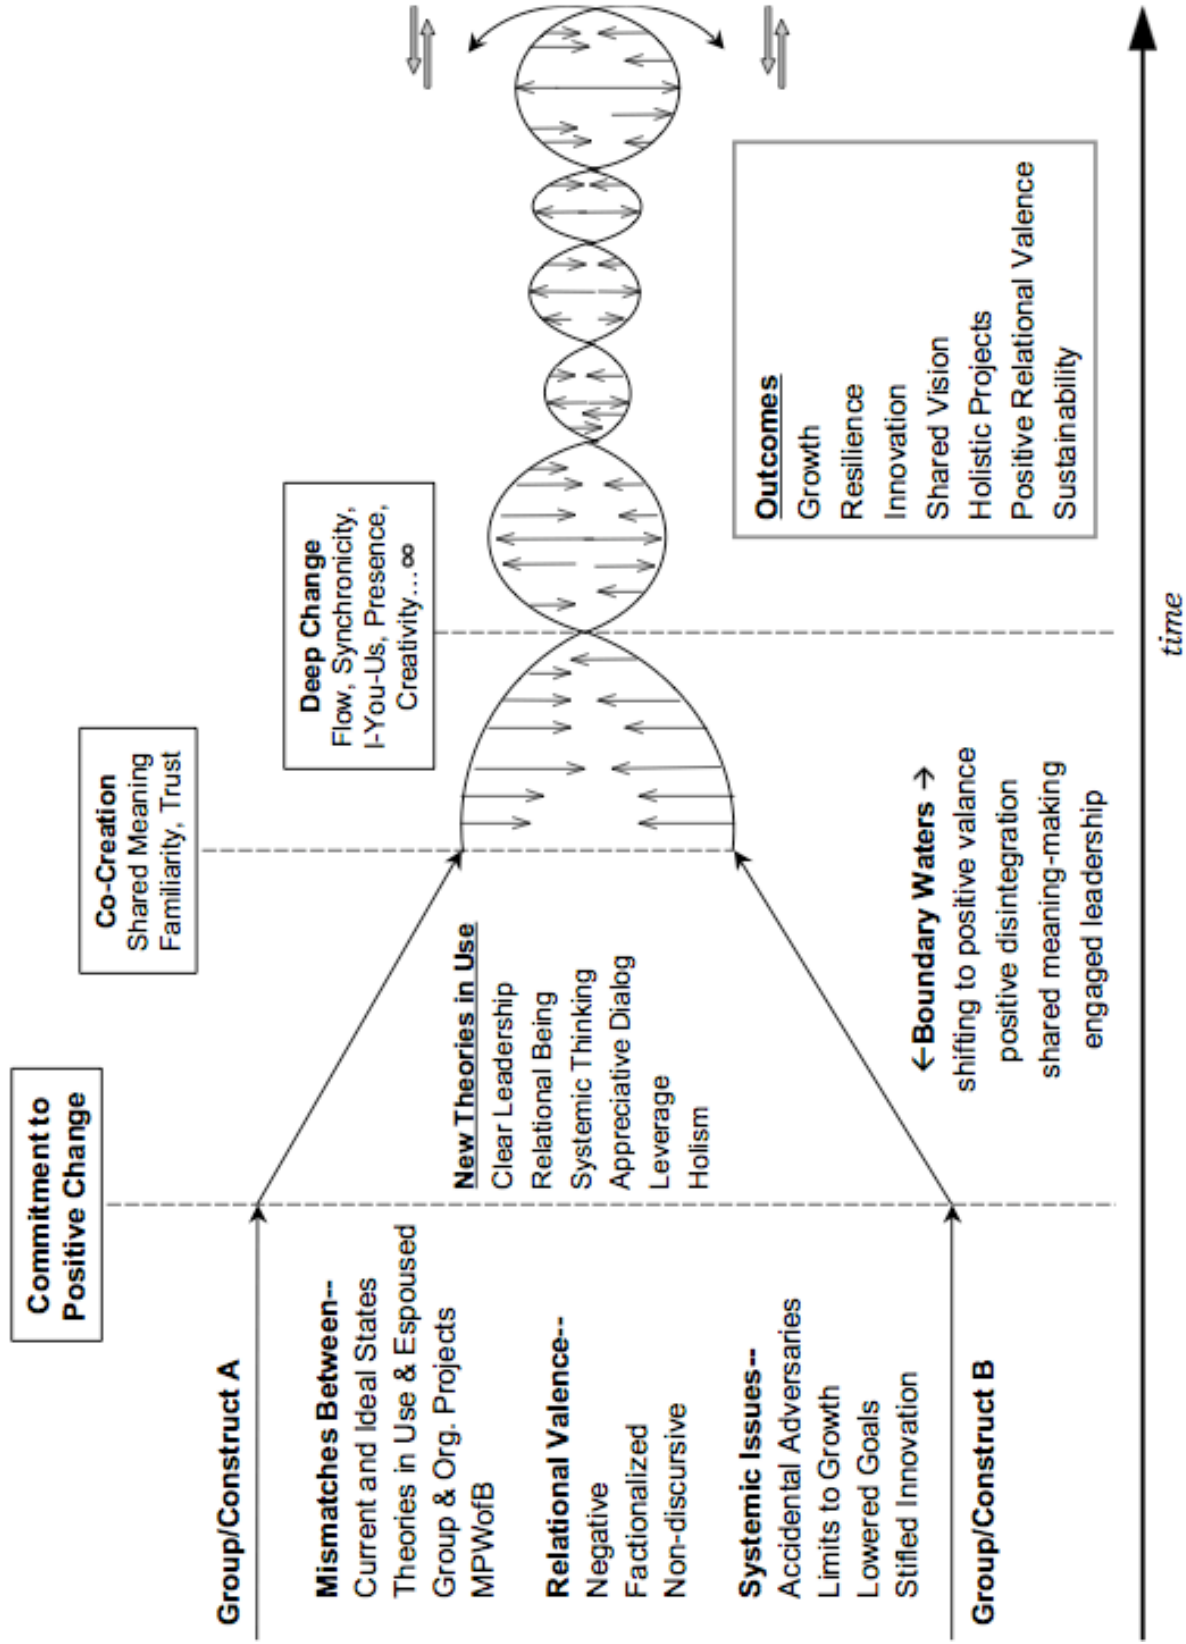 Commitment to
Positive Change
Co-Creation
Shared Meaning
Familiarity, Trust
Deep Change
Flow, Synchronicity,
I-You-Us, Presence,
Creativity…∞
Group/Construct A
Mismatches Between--
Current and Ideal States
Theories in Use & Espoused
Group & Org. Projects
MPWofB
Relational Valence--
Negative
Factionalized
Non-discursive
Systemic Issues--
Accidental Adversaries
Limits to Growth
Lowered Goals
Stifled Innovation
Group/Construct B
New Theories in Use
Clear Leadership
Relational Being
Systemic Thinking
Appreciative Dialog
Leverage
Holism
←Boundary Waters →
shifting to positive valance
positive disintegration
shared meaning-making
engaged leadership
Outcomes
Growth
Resilience
Innovation
Shared Vision
Holistic Projects
Positive Relational Valence
Sustainability
time